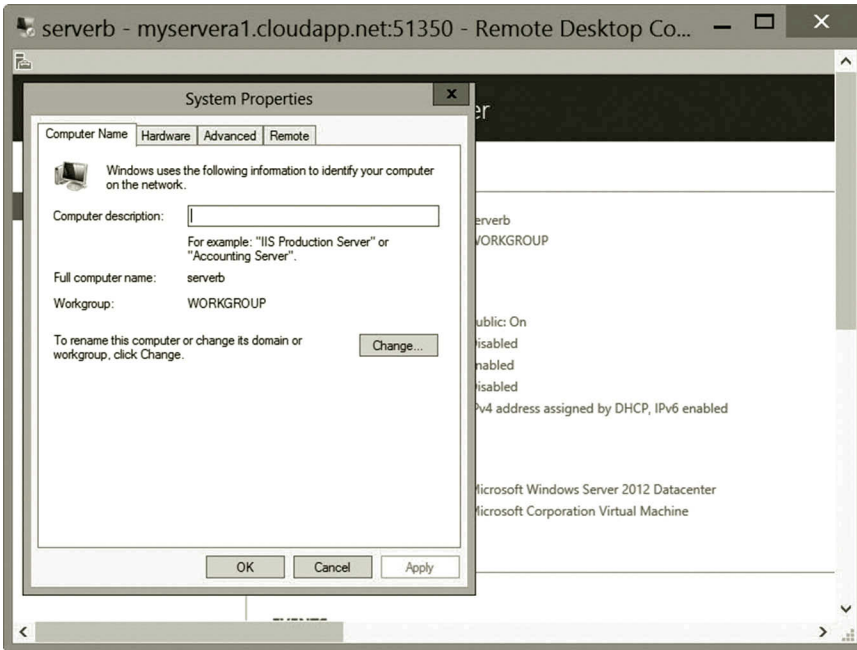 serverb - myservera1.cloudapp.net:51350 - Remote Desktop Co...
System Properties
Computer Name Hardware Advanced Remote
Windows uses the following information to identify your computer
on the network.
Computer description:
For example: "IIS Production Server" or
"Accounting Server".
Full computer name: serverb
Workgroup: WORKGROUP
To rename this computer or change its domain or
workgroup, click Change.
Change...
OK Cancel Apply
er
erverb
WORKGROUP
ublic: On
isabled
nabled
isabled
Pv4 address assigned by DHCP, IPv6 enabled
Microsoft Windows Server 2012 Datacenter
Microsoft Corporation Virtual Machine